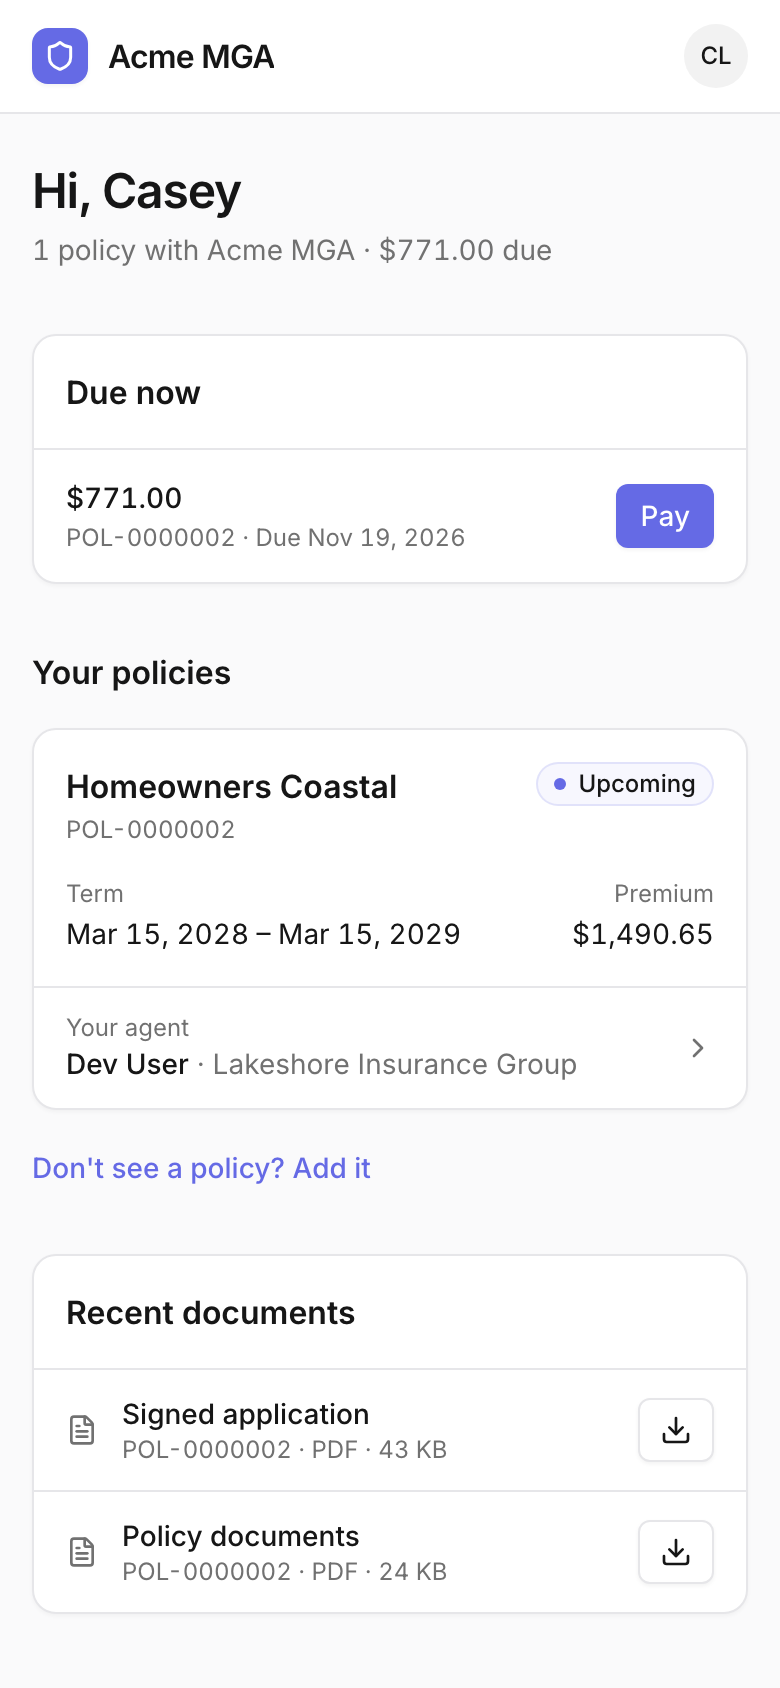 Acme MGA
CL
Hi, Casey
1 policy with Acme MGA · $771.00 due
Due now
$771.00
POL-0000002 · Due Nov 19, 2026
Pay
Your policies
Homeowners Coastal
Upcoming
POL-0000002
Term
Premium
Mar 15, 2028 – Mar 15, 2029
$1,490.65
Your agent
Dev User · Lakeshore Insurance Group
Don't see a policy? Add it
Recent documents
Signed application
POL-0000002 · PDF · 43 KB
Policy documents
POL-0000002 · PDF · 24 KB